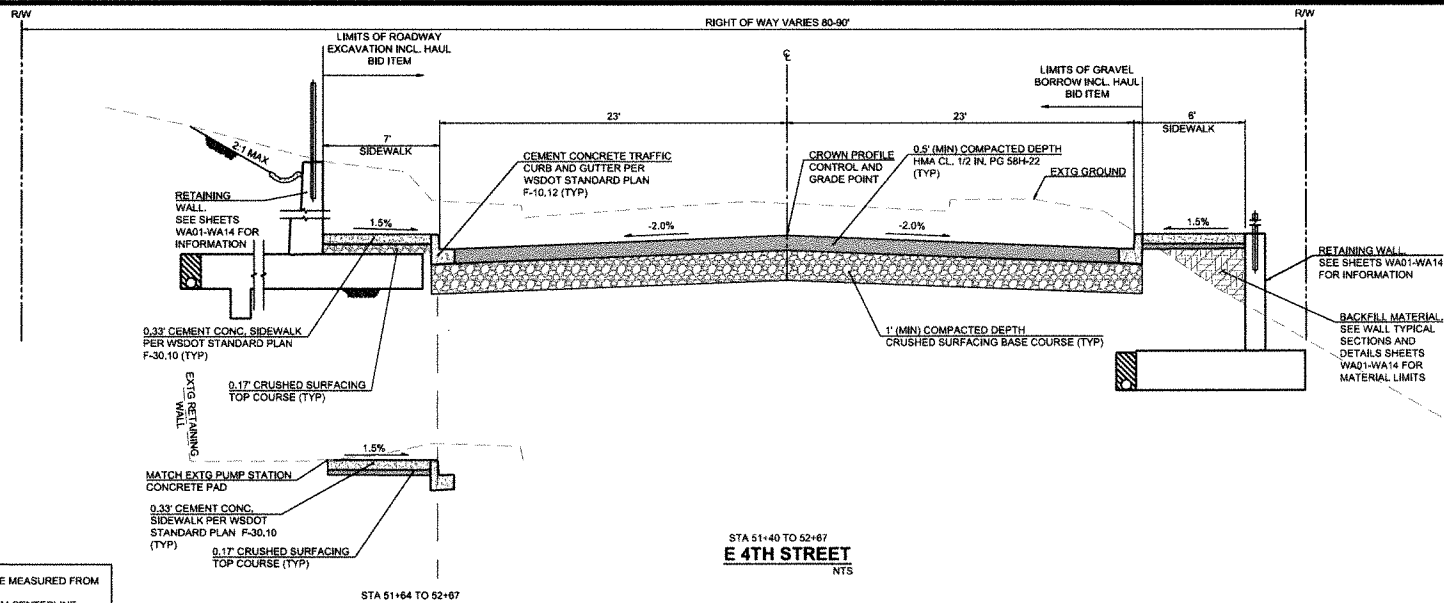 R/W
RIGHT OF WAY VARIES 80-90'
R/W
LIMITS OF ROADWAY
EXCAVATION INCL. HAUL
BID ITEM
℄
LIMITS OF GRAVEL
BORROW INCL. HAUL
BID ITEM
23'
23'
7'
SIDEWALK
6'
SIDEWALK
2:1 MAX
CEMENT CONCRETE TRAFFIC
CURB AND GUTTER PER
WSDOT STANDARD PLAN
F-10.12 (TYP)
CROWN PROFILE
CONTROL AND
GRADE POINT
0.5' (MIN) COMPACTED DEPTH
HMA CL. 1/2 IN. PG 58H-22
(TYP)
EXTG GROUND
RETAINING
WALL.
SEE SHEETS
WA01-WA14 FOR
INFORMATION
1.5%
-2.0%
-2.0%
1.5%
RETAINING WALL.
SEE SHEETS WA01-WA14
FOR INFORMATION
BACKFILL MATERIAL.
SEE WALL TYPICAL
SECTIONS AND
DETAILS SHEETS
WA01-WA14 FOR
MATERIAL LIMITS
0.33' CEMENT CONC. SIDEWALK
PER WSDOT STANDARD PLAN
F-30.10 (TYP)
1' (MIN) COMPACTED DEPTH
CRUSHED SURFACING BASE COURSE (TYP)
0.17' CRUSHED SURFACING
TOP COURSE (TYP)
EXTG RETAINING
WALL
1.5%
MATCH EXTG PUMP STATION
CONCRETE PAD
0.33' CEMENT CONC.
SIDEWALK PER WSDOT
STANDARD PLAN F-30.10
(TYP)
0.17' CRUSHED SURFACING
TOP COURSE (TYP)
STA 51+40 TO 52+67
E 4TH STREET
NTS
E MEASURED FROM
STA 51+64 TO 52+67